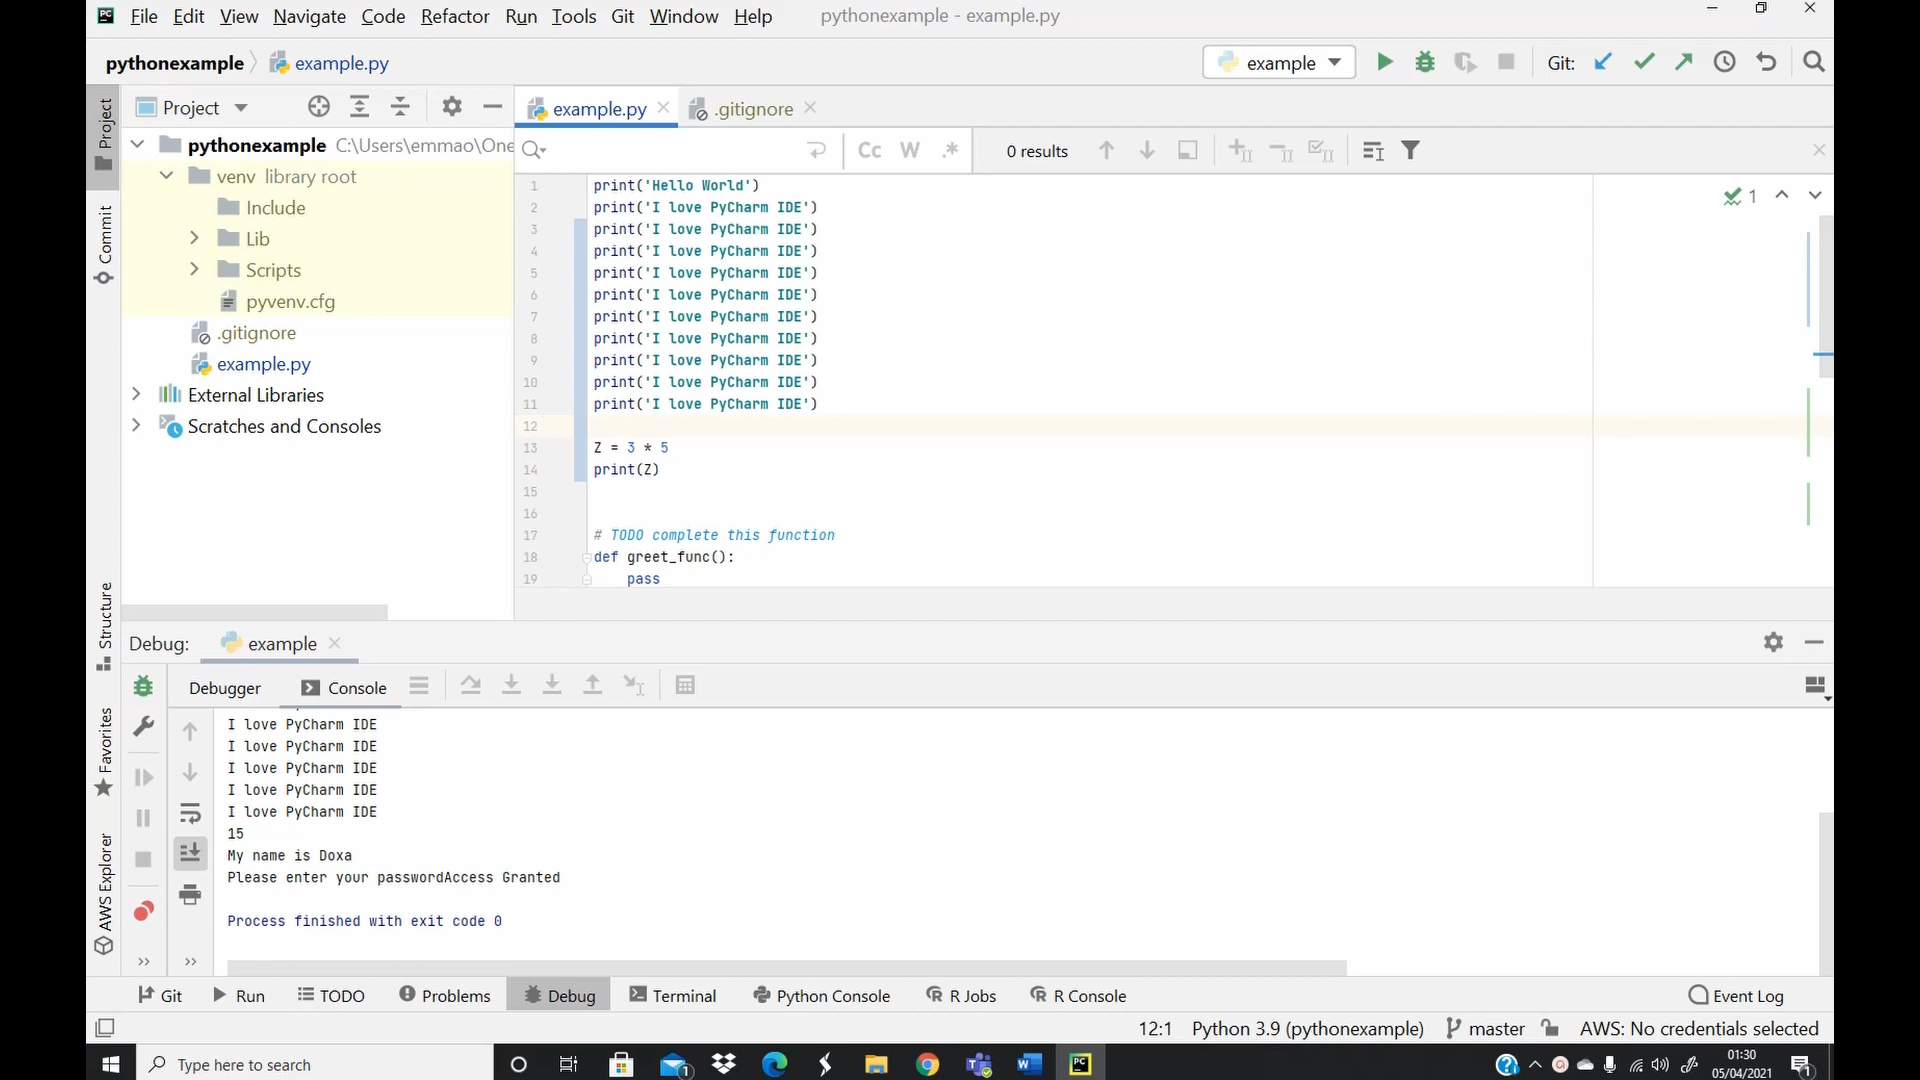 File Edit View Navigate Code Refactor Run Tools Git Window Help pythonexample - example.py
pythonexample example.py example Git:
Project example.py .gitignore
pythonexample C:\Users\emmao\One Cc W .* 0 results
venv library root
Include
Lib
Scripts
pyvenv.cfg
.gitignore
example.py
External Libraries
Scratches and Consoles
Project
Commit
Structure
Favorites
AWS Explorer
1 print('Hello World')
2 print('I love PyCharm IDE')
3 print('I love PyCharm IDE')
4 print('I love PyCharm IDE')
5 print('I love PyCharm IDE')
6 print('I love PyCharm IDE')
7 print('I love PyCharm IDE')
8 print('I love PyCharm IDE')
9 print('I love PyCharm IDE')
10 print('I love PyCharm IDE')
11 print('I love PyCharm IDE')
12
13 Z = 3 * 5
14 print(Z)
15
16
17 # TODO complete this function
18 def greet_func():
19 pass
1
Debug: example
Debugger Console
I love PyCharm IDE
I love PyCharm IDE
I love PyCharm IDE
I love PyCharm IDE
I love PyCharm IDE
15
My name is Doxa
Please enter your passwordAccess Granted
Process finished with exit code 0
Git Run TODO Problems Debug Terminal Python Console R Jobs R Console Event Log
12:1 Python 3.9 (pythonexample) master AWS: No credentials selected
Type here to search 01:30
05/04/2021